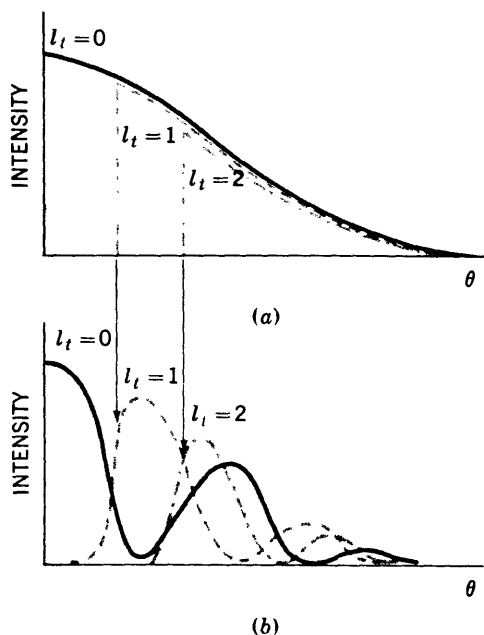 INTENSITY
l_t = 0
l_t = 1
l_t = 2
θ
(a)
INTENSITY
l_t = 0
l_t = 1
l_t = 2
θ
(b)